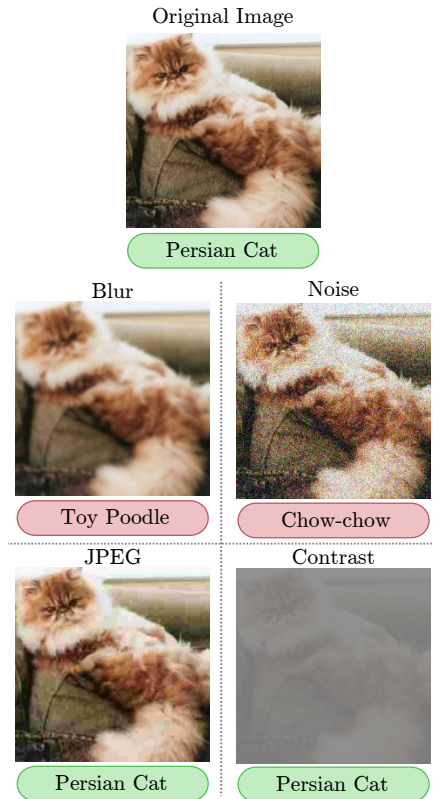 Original Image
Persian Cat
Blur
Noise
Toy Poodle
Chow-chow
JPEG
Contrast
Persian Cat
Persian Cat